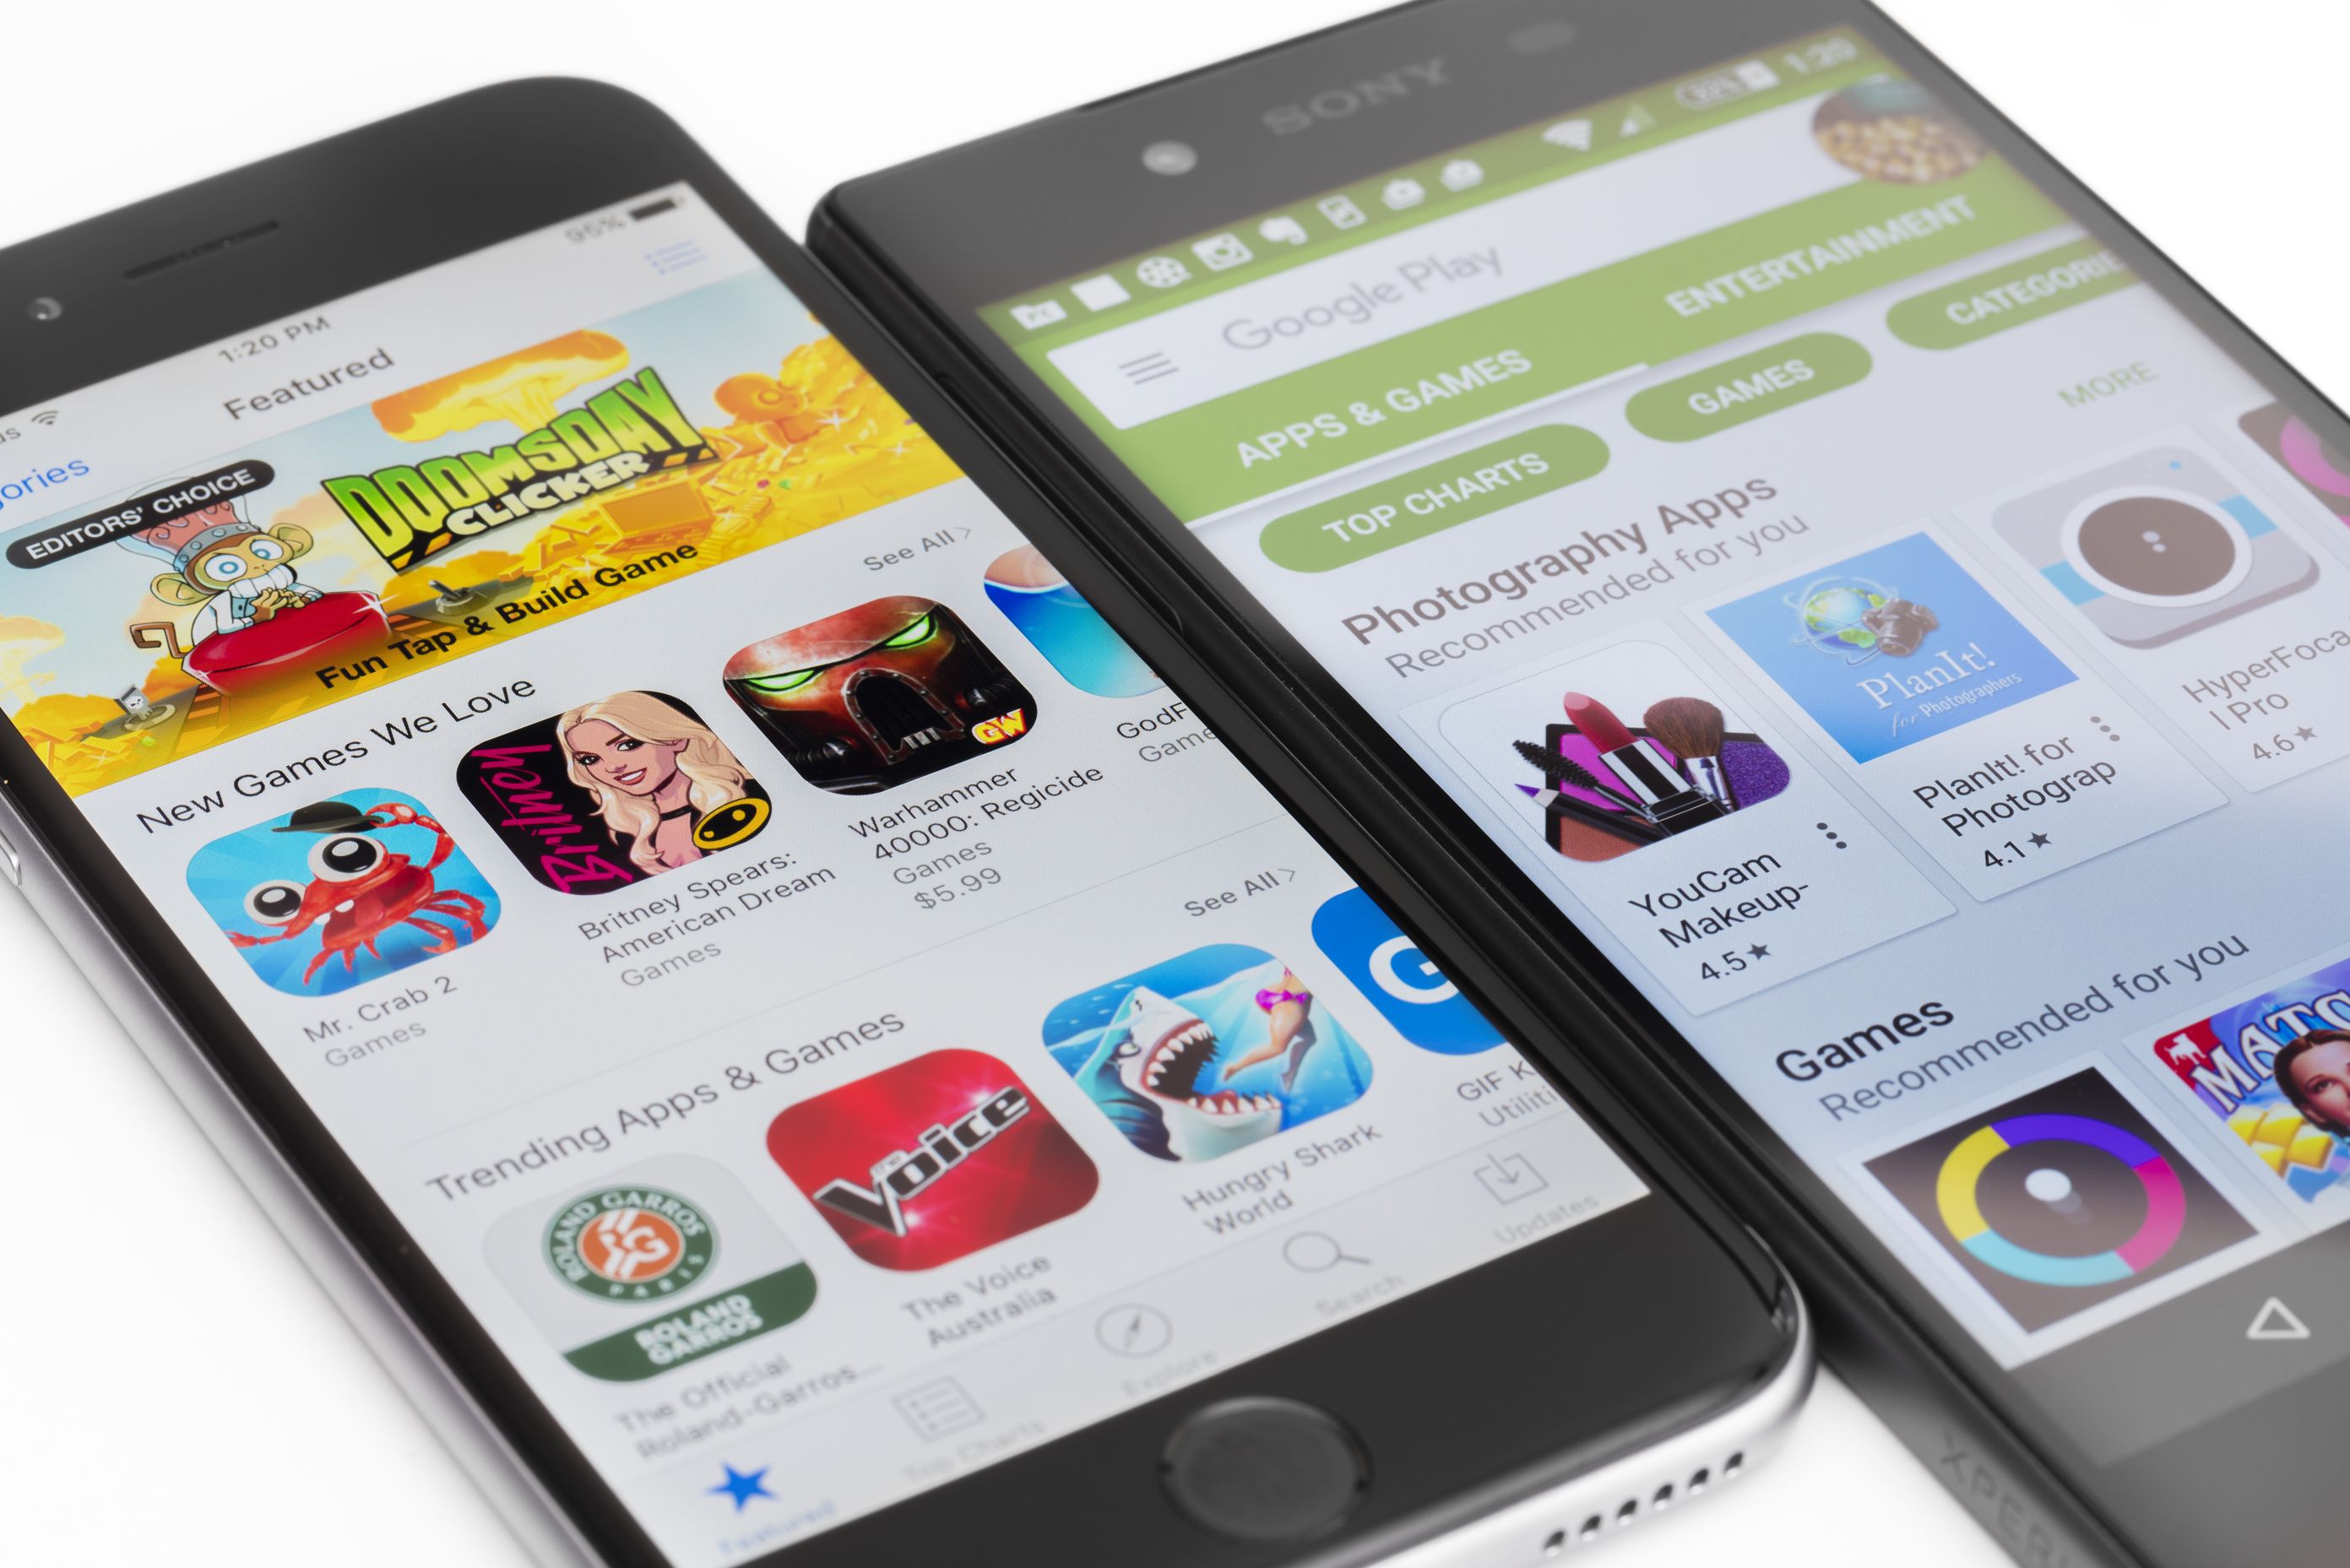 95%
1:20 PM
Featured
EDITORS' CHOICE
DOOMSDAY
CLICKER
Fun Tap & Build Game
New Games We Love
See All
Mr. Crab 2
Games
Britney
Britney Spears:
American Dream
Games
GW
Warhammer
40000: Regicide
Games
$5.99
GodF
Game
Trending Apps & Games
See All
ROLAND GARROS
PARIS
ROLAND
GARROS
The Official
Roland-Garros...
THE
Voice
The Voice
Australia
Hungry Shark
World
G
GIF K
Utiliti
Featured
Top Charts
Explore
Search
Updates
SONY
1:20
Google Play
APPS & GAMES
ENTERTAINMENT
TOP CHARTS
GAMES
CATEGORIE
Photography Apps
MORE
Recommended for you
YouCam
Makeup-
4.5★
PlanIt!
for Photographers
PlanIt! for
Photograp
4.1★
HyperFoca
l Pro
4.6★
Games
Recommended for you
MATC
XPERI